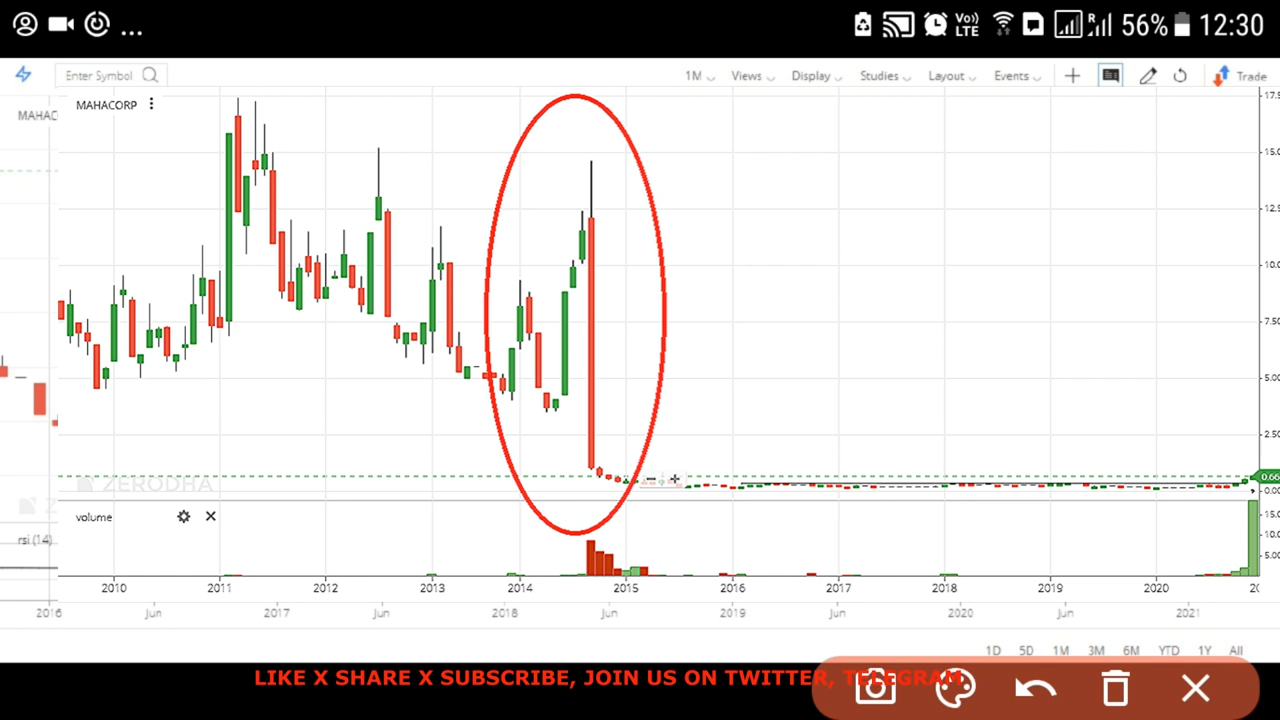 ... Vo) LTE R 56% 12:30
Enter Symbol 1M Views Display Studies Layout Events Trade
MAHAC MAHACORP
17.5
15.0
12.5
10.0
7.50
5.00
2.50
ZERODHA 0.66
0.00
volume 15.0
rsi (14) 10.0
5.00
2010 2011 2012 2013 2014 2015 2016 2017 2018 2019 2020
2016 Jun 2017 Jun 2018 Jun 2019 Jun 2020 Jun 2021
1D 5D 1M 3M 6M YTD 1Y All
LIKE X SHARE X SUBSCRIBE, JOIN US ON TWITTER, TELEGRAM